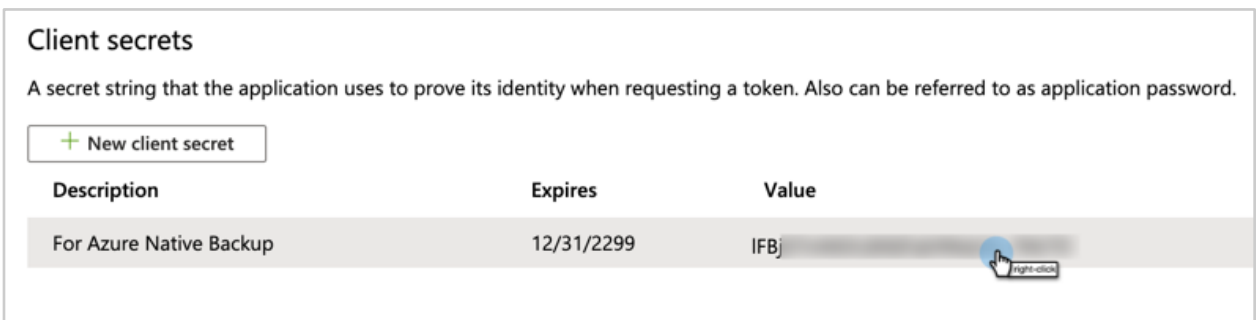 Client secrets
A secret string that the application uses to prove its identity when requesting a token. Also can be referred to as application password.
+ New client secret
Description Expires Value
For Azure Native Backup 12/31/2299 lFBj
right-click